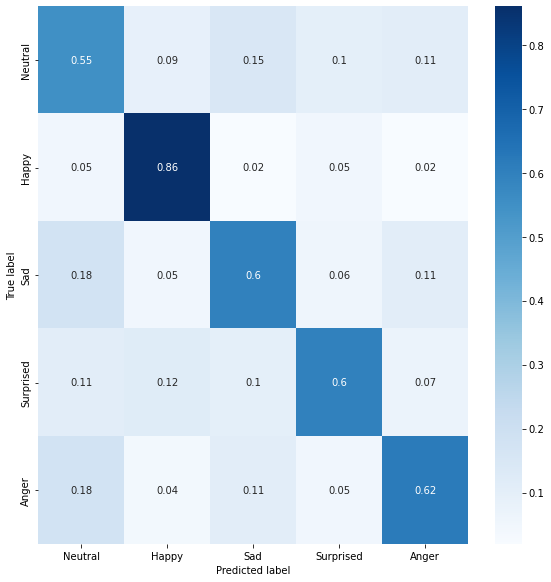 Neutral 0.55 0.09 0.15 0.1 0.11
Happy 0.05 0.86 0.02 0.05 0.02
Sad 0.18 0.05 0.6 0.06 0.11
Surprised 0.11 0.12 0.1 0.6 0.07
Anger 0.18 0.04 0.11 0.05 0.62
True label
Neutral Happy Sad Surprised Anger
Predicted label
0.8
0.7
0.6
0.5
0.4
0.3
0.2
0.1